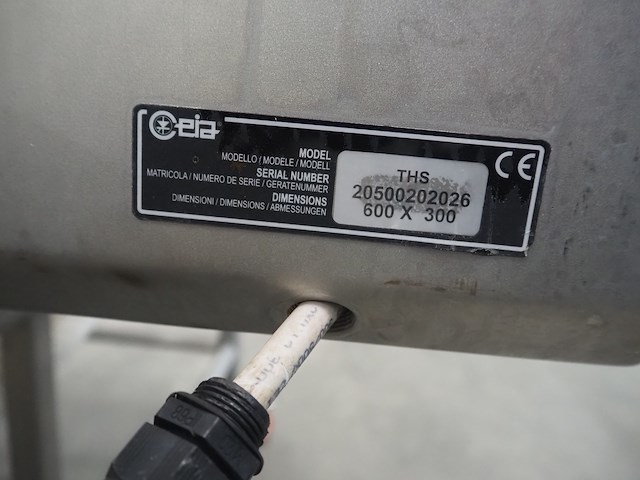 Ceia
MODEL
MODELLO / MODELE / MODELL
SERIAL NUMBER
MATRICOLA / NUMERO DE SERIE / GERATENUMMER
DIMENSIONS
DIMENSIONI / DIMENSIONS / ABMESSUNGEN
THS
20500202026
600 X 300
CE